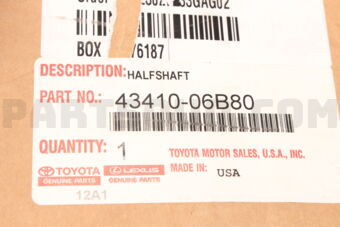 BOX 76187
DESCRIPTION: HALFSHAFT
PART NO.: 43410-06B80
QUANTITY: 1
TOYOTA MOTOR SALES, U.S.A., INC.
TOYOTA LEXUS
GENUINE PARTS GENUINE PARTS
MADE IN: USA
12A1